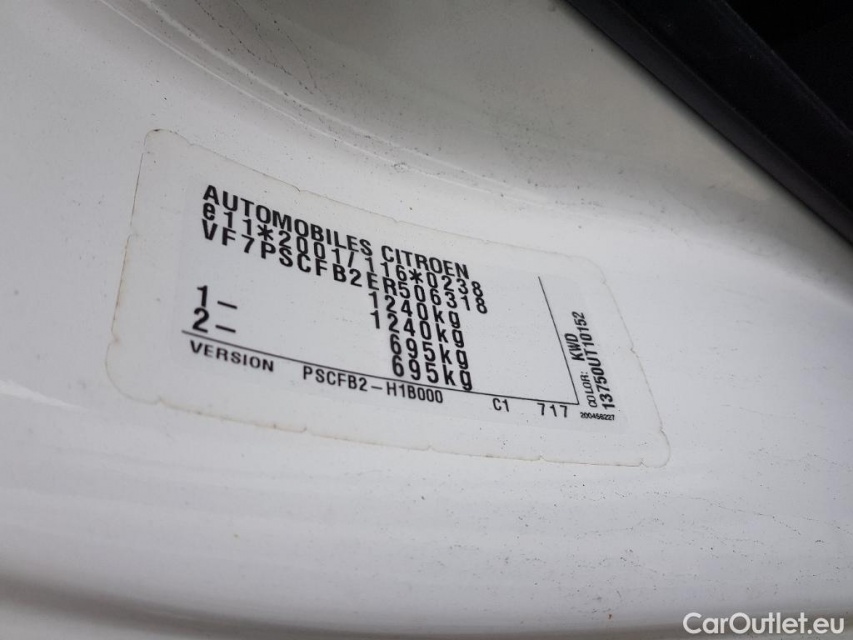 AUTOMOBILES CITROEN
e11*2001/116*0238
VF7PSCFB2ER506318
1240kg
1- 1240kg
2- 695kg
695kg
VERSION PSCFB2-H1B000 C1 717
COLOR: KWD
13750UT10152
200456227
CarOutlet.eu